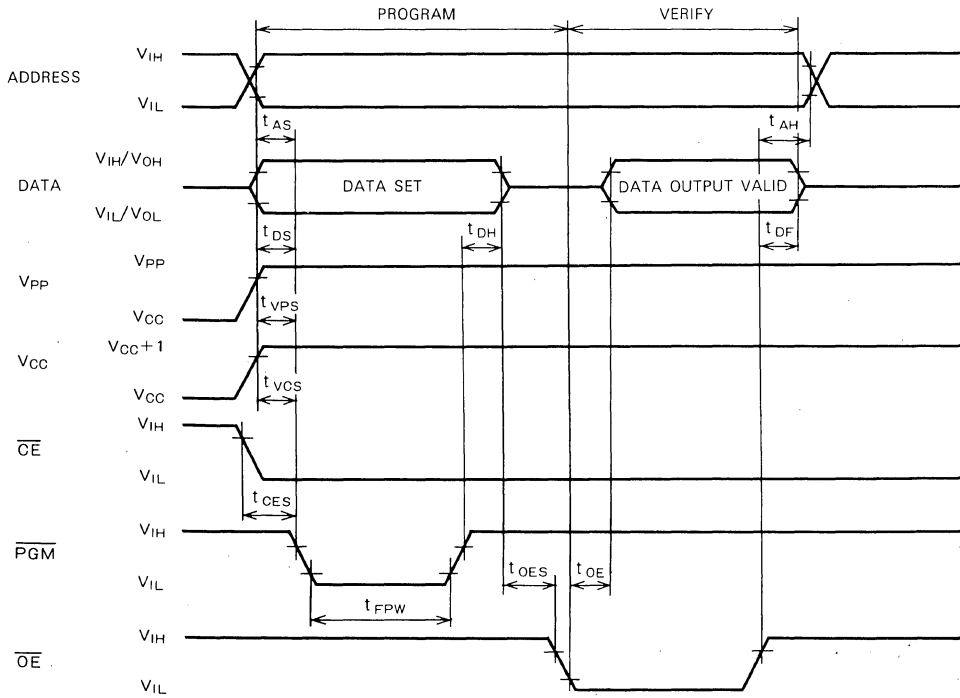 PROGRAM VERIFY
ADDRESS
VIH
VIL
tAS
tAH
DATA
VIH/VOH
DATA SET
DATA OUTPUT VALID
VIL/VOL
tDS
tDH
tDF
VPP
VPP
VCC
tVPS
VCC
VCC+1
VCC
tVCS
CE
VIH
VIL
tCES
PGM
VIH
VIL
tFPW
tOES
tOE
OE
VIH
VIL